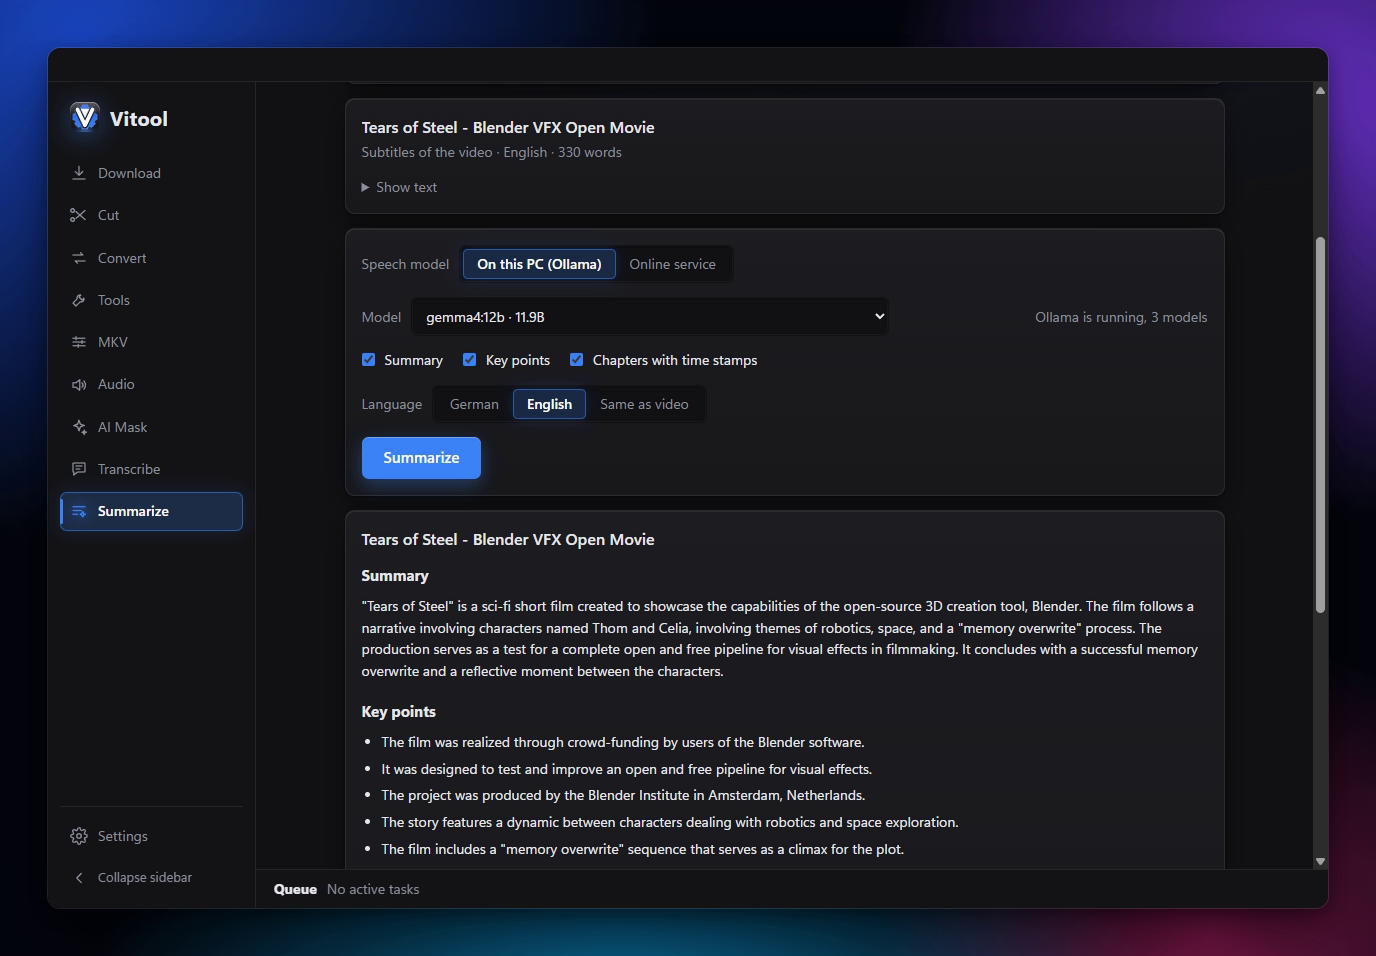 Vitool
Download
Cut
Convert
Tools
MKV
Audio
AI Mask
Transcribe
Summarize
Settings
Collapse sidebar
Tears of Steel - Blender VFX Open Movie
Subtitles of the video · English · 330 words
Show text
Speech model On this PC (Ollama) Online service
Model gemma4:12b · 11.9B Ollama is running, 3 models
Summary Key points Chapters with time stamps
Language German English Same as video
Summarize
Tears of Steel - Blender VFX Open Movie
Summary
"Tears of Steel" is a sci-fi short film created to showcase the capabilities of the open-source 3D creation tool, Blender. The film follows a
narrative involving characters named Thom and Celia, involving themes of robotics, space, and a "memory overwrite" process. The
production serves as a test for a complete open and free pipeline for visual effects in filmmaking. It concludes with a successful memory
overwrite and a reflective moment between the characters.
Key points
• The film was realized through crowd-funding by users of the Blender software.
• It was designed to test and improve an open and free pipeline for visual effects.
• The project was produced by the Blender Institute in Amsterdam, Netherlands.
• The story features a dynamic between characters dealing with robotics and space exploration.
• The film includes a "memory overwrite" sequence that serves as a climax for the plot.
Queue No active tasks